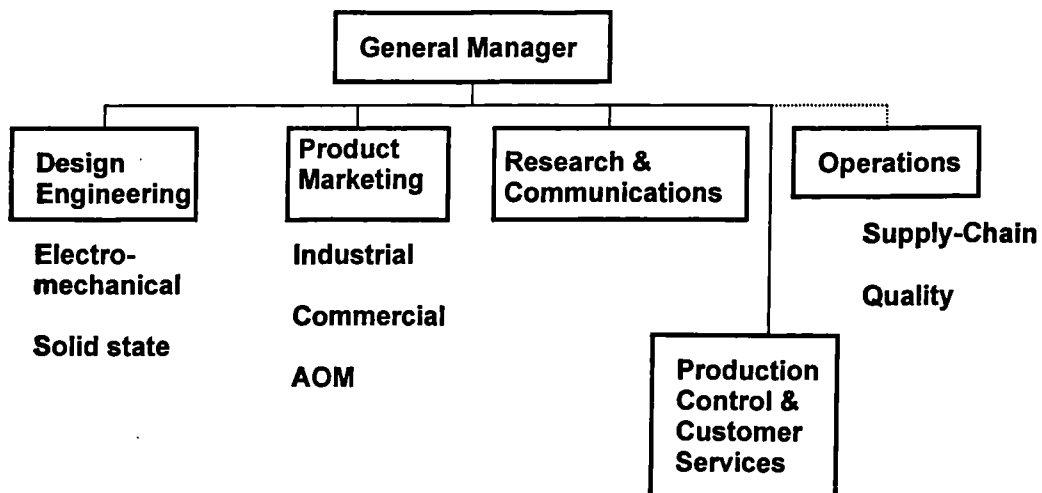 General Manager
Design
Engineering
Product
Marketing
Research &
Communications
Operations
Electro-
mechanical
Solid state
Industrial
Commercial
AOM
Supply-Chain
Quality
Production
Control &
Customer
Services